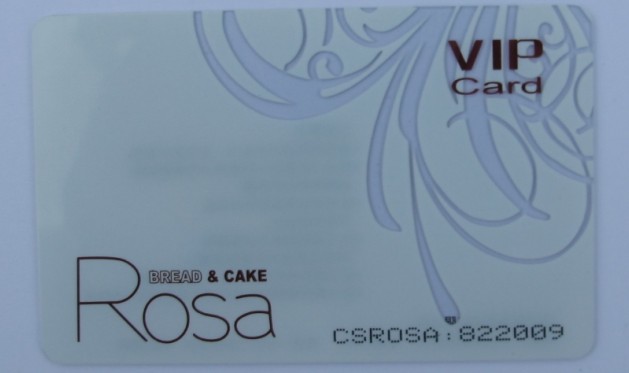 VIP
Card
BREAD & CAKE
Rosa
CSROSA:822009